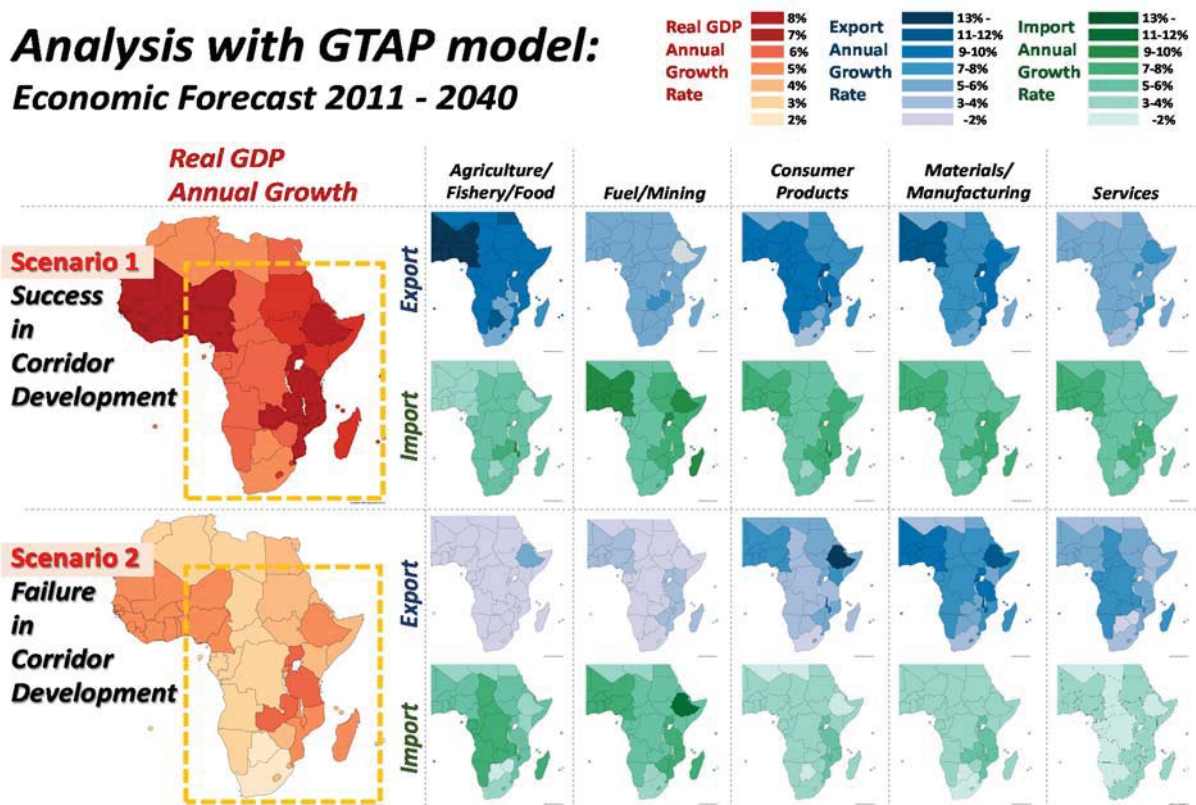 Analysis with GTAP model:
Economic Forecast 2011 - 2040
Real GDP
Annual
Growth
Rate
8%
7%
6%
5%
4%
3%
2%
Export
Annual
Growth
Rate
13% -
11-12%
9-10%
7-8%
5-6%
3-4%
-2%
Import
Annual
Growth
Rate
13% -
11-12%
9-10%
7-8%
5-6%
3-4%
-2%
Real GDP
Annual Growth
Agriculture/
Fishery/Food
Fuel/Mining
Consumer
Products
Materials/
Manufacturing
Services
Scenario 1
Success
in
Corridor
Development
Export
Import
Scenario 2
Failure
in
Corridor
Development
Export
Import